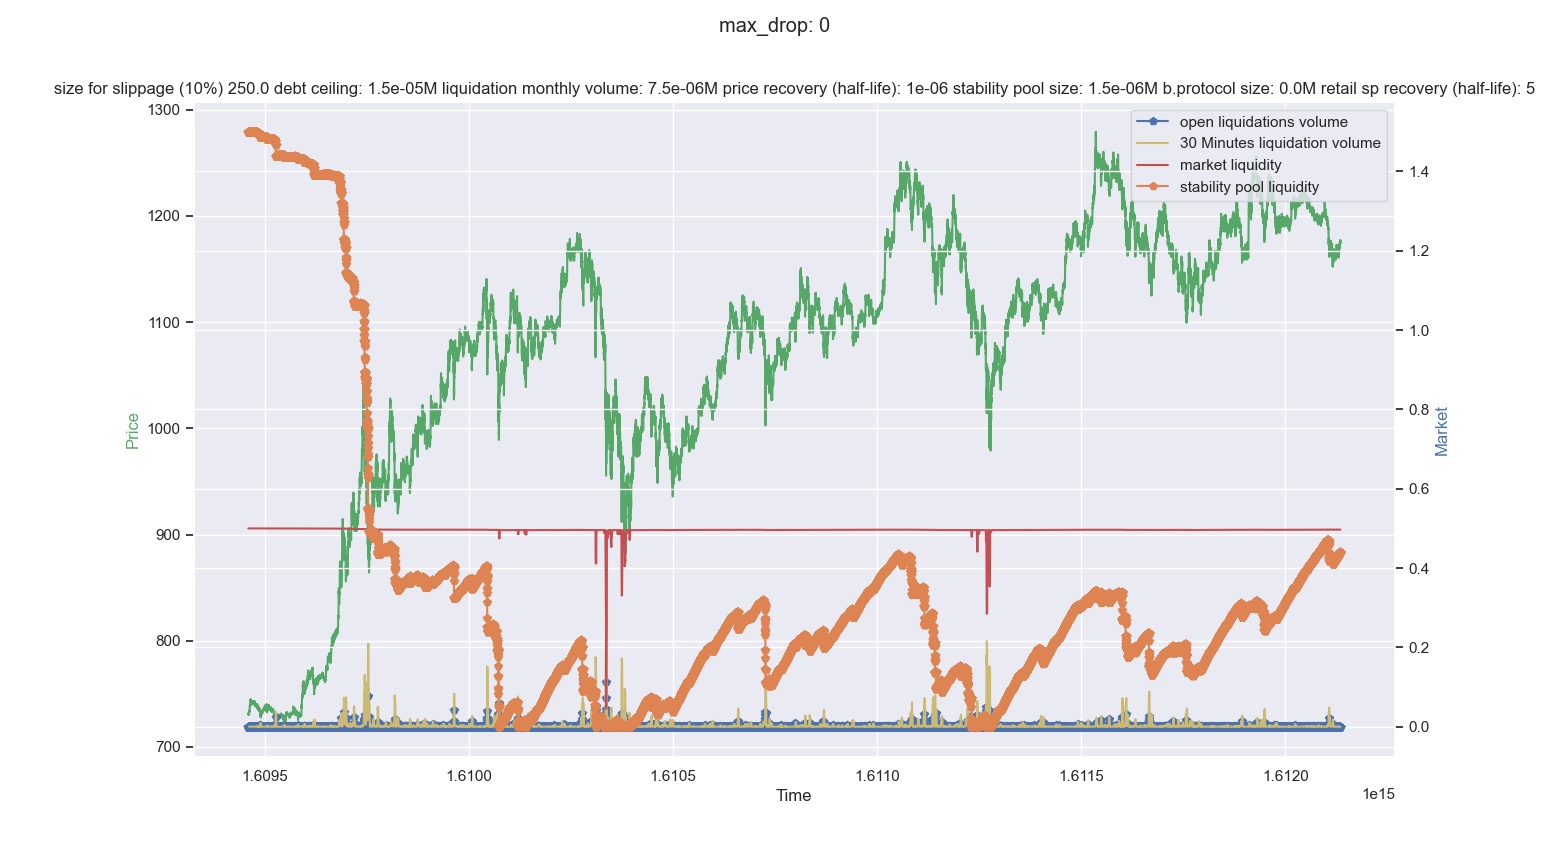 max_drop: 0
size for slippage (10%) 250.0 debt ceiling: 1.5e-05M liquidation monthly volume: 7.5e-06M price recovery (half-life): 1e-06 stability pool size: 1.5e-06M b.protocol size: 0.0M retail sp recovery (half-life): 5
open liquidations volume
30 Minutes liquidation volume
market liquidity
stability pool liquidity
1300
1200
1100
1000
900
800
700
Price
1.4
1.2
1.0
0.8
0.6
0.4
0.2
0.0
Market
1.6095 1.6100 1.6105 1.6110 1.6115 1.6120
Time
1e15